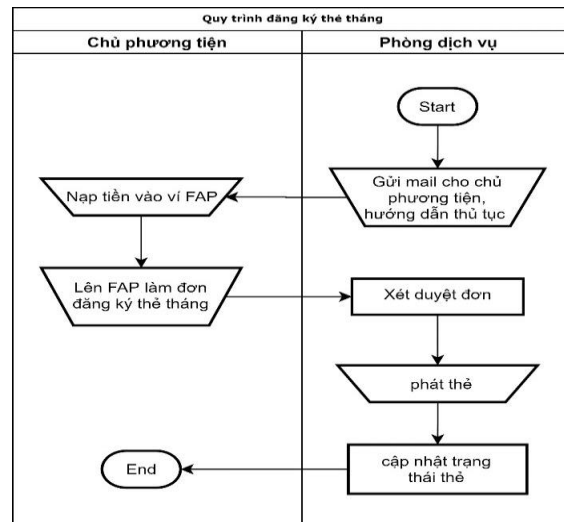 Quy trình đăng ký thẻ tháng
Chủ phương tiện
Phòng dịch vụ
Start
Gửi mail cho chủ
phương tiện,
hướng dẫn thủ tục
Nạp tiền vào ví FAP
Lên FAP làm đơn
đăng ký thẻ tháng
Xét duyệt đơn
phát thẻ
cập nhật trạng
thái thẻ
End